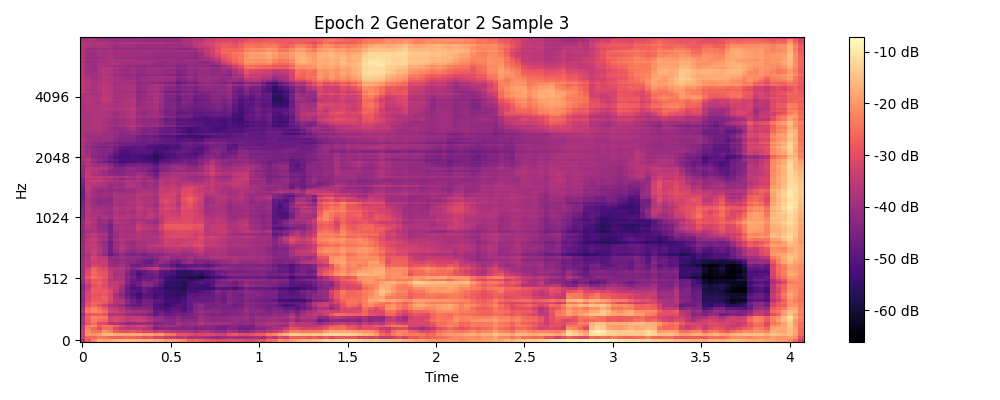 Epoch 2 Generator 2 Sample 3
Hz
4096
2048
1024
512
0
0 0.5 1 1.5 2 2.5 3 3.5 4
Time
-10 dB
-20 dB
-30 dB
-40 dB
-50 dB
-60 dB